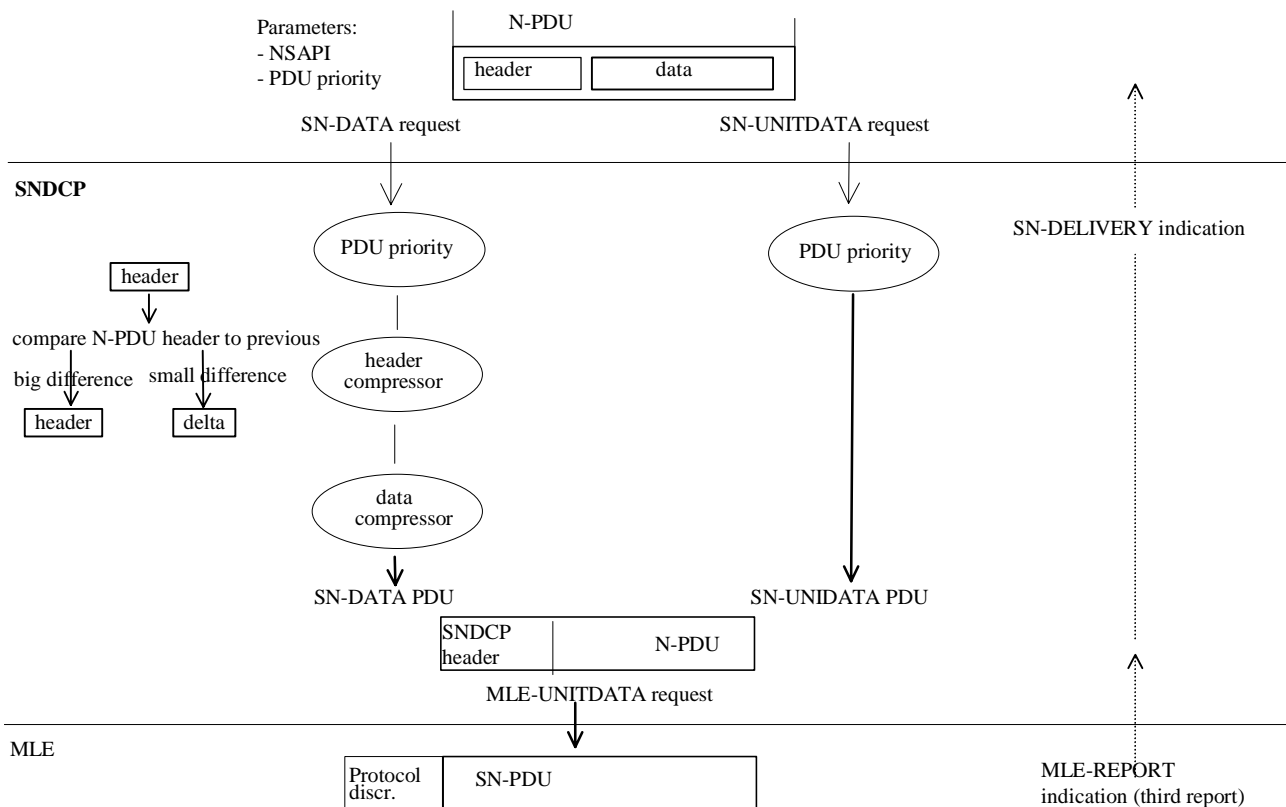 Parameters:
- NSAPI
- PDU priority
N-PDU
header
data
SN-DATA request
SN-UNITDATA request
SNDCP
PDU priority
PDU priority
SN-DELIVERY indication
header
compare N-PDU header to previous
big difference
small difference
header
delta
header
compressor
data
compressor
SN-DATA PDU
SN-UNIDATA PDU
SNDCP
header
N-PDU
MLE-UNITDATA request
MLE
Protocol
discr.
SN-PDU
MLE-REPORT
indication (third report)